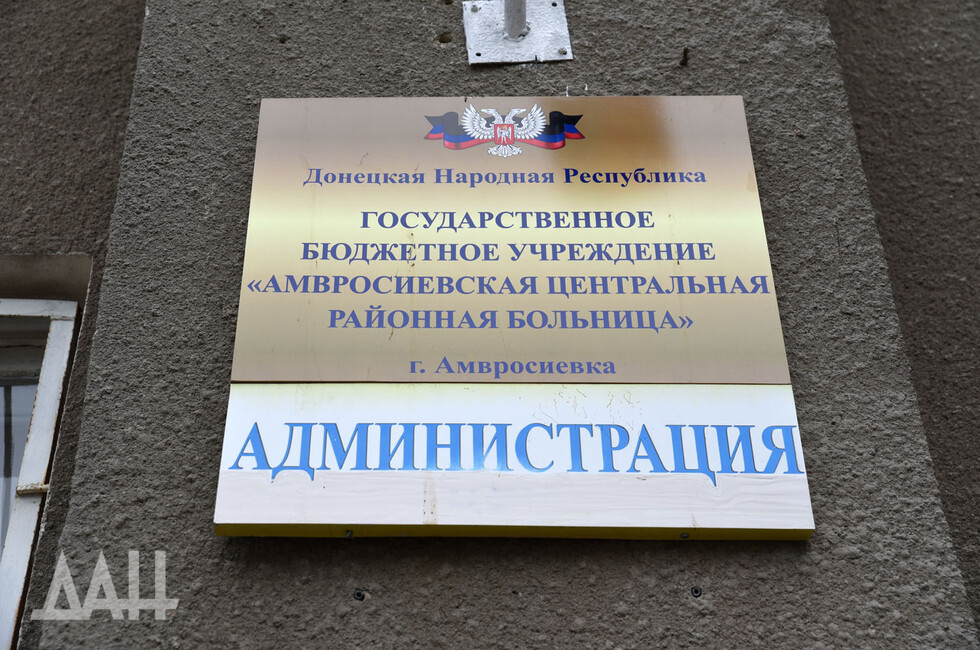 Донецкая Народная Республика
ГОСУДАРСТВЕННОЕ
БЮДЖЕТНОЕ УЧРЕЖДЕНИЕ
«АМВРОСИЕВСКАЯ ЦЕНТРАЛЬНАЯ
РАЙОННАЯ БОЛЬНИЦА»
г. Амвросиевка
АДМИНИСТРАЦИЯ
ДАН